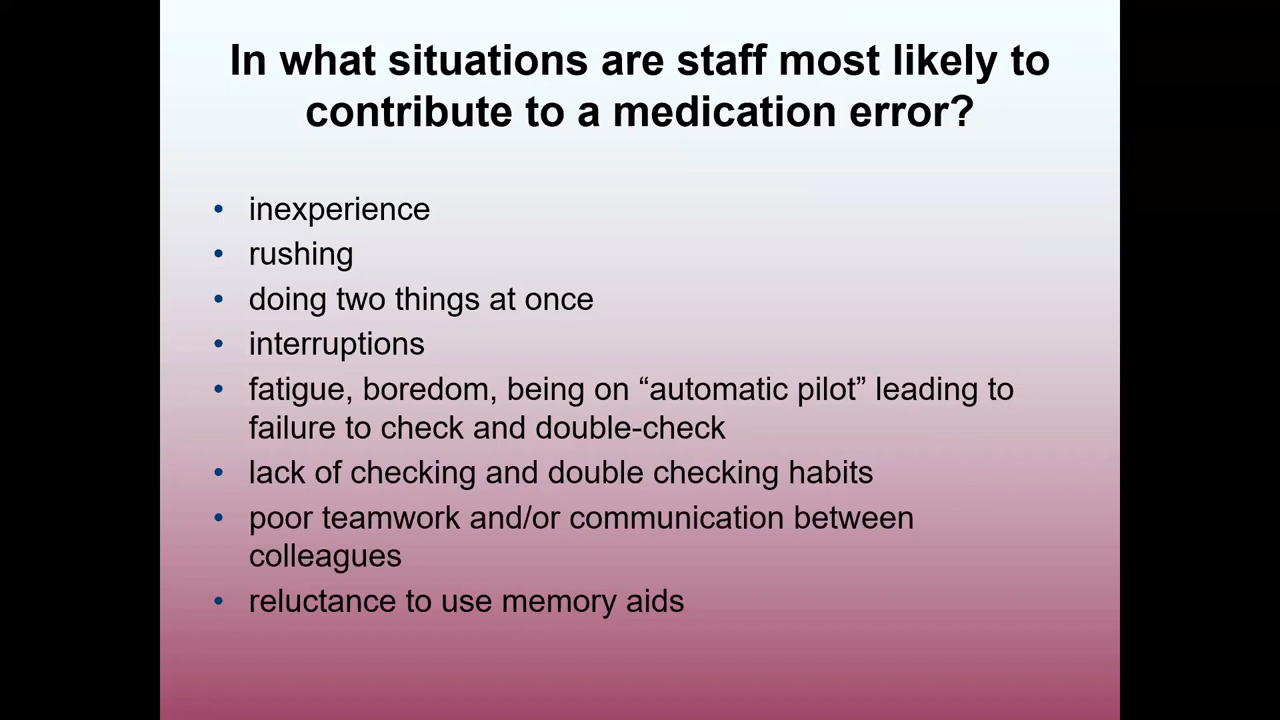 In what situations are staff most likely to
contribute to a medication error?
• inexperience
• rushing
• doing two things at once
• interruptions
• fatigue, boredom, being on “automatic pilot” leading to
failure to check and double-check
• lack of checking and double checking habits
• poor teamwork and/or communication between
colleagues
• reluctance to use memory aids